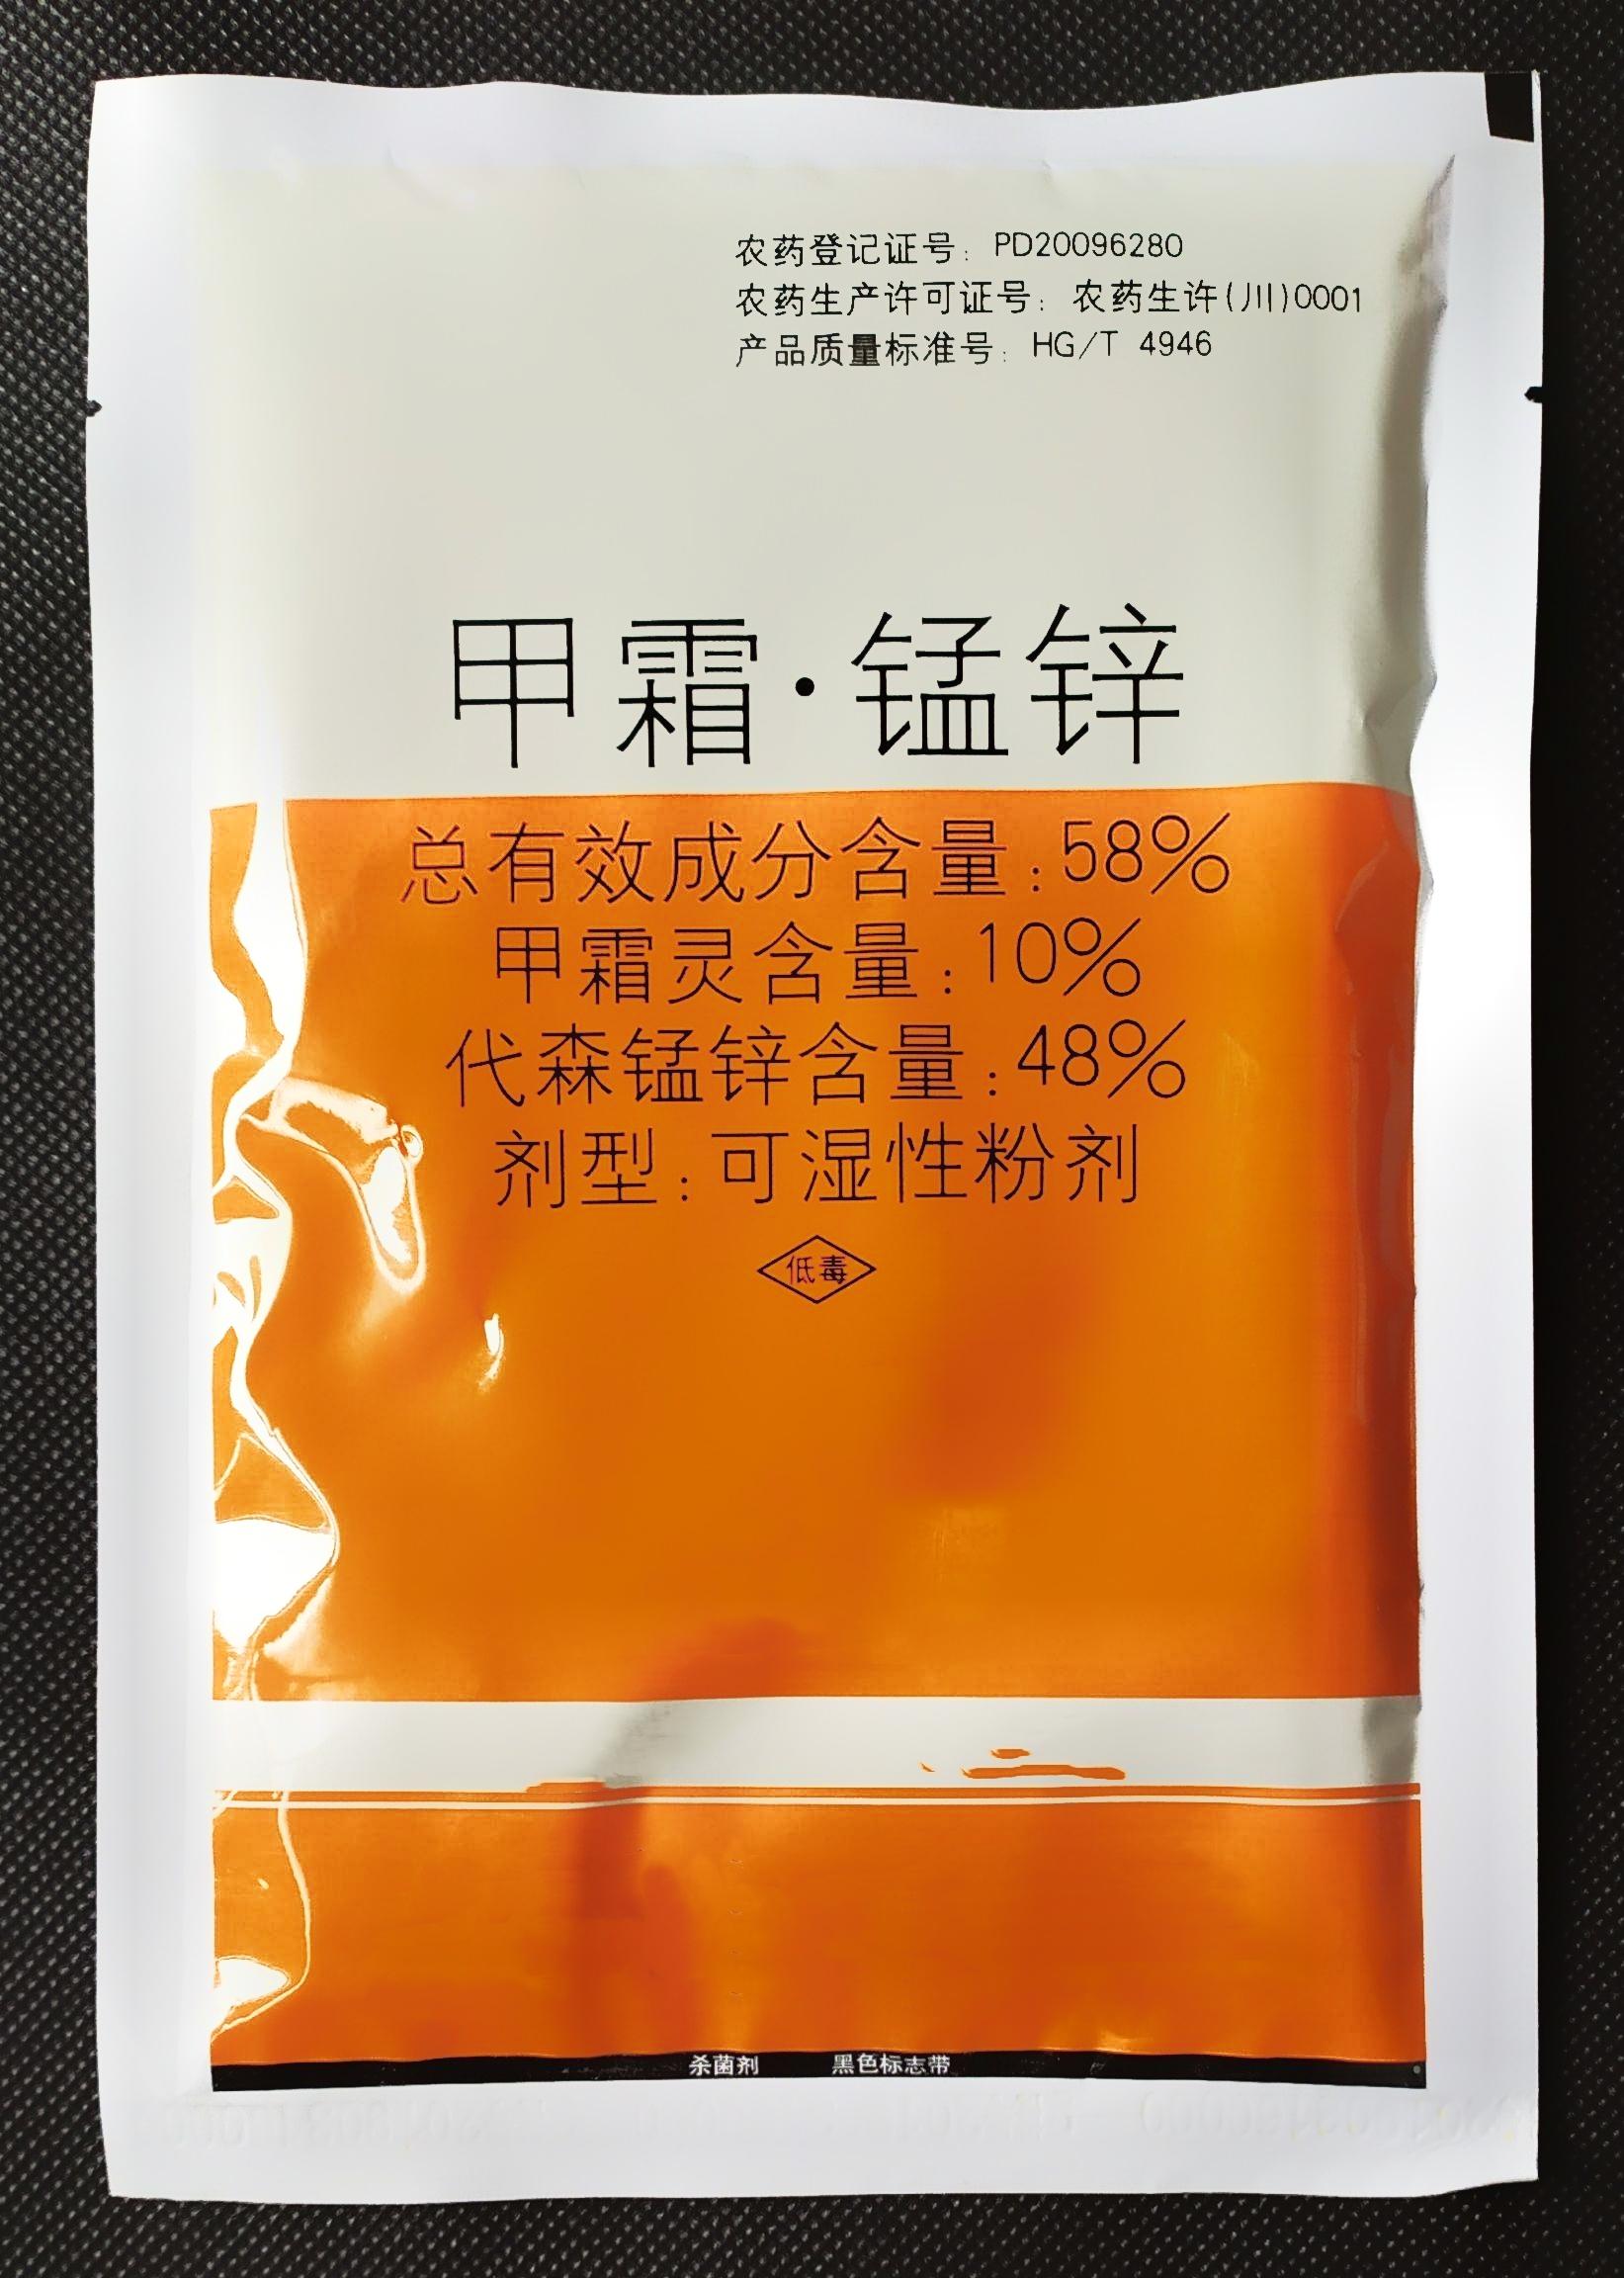 农药登记证号：PD20096280
农药生产许可证号：农药生许(川)0001
产品质量标准号：HG/T 4946
甲霜·锰锌
总有效成分含量：58%
甲霜灵含量：10%
代森锰锌含量：48%
剂型：可湿性粉剂
低毒
杀菌剂 黑色标志带